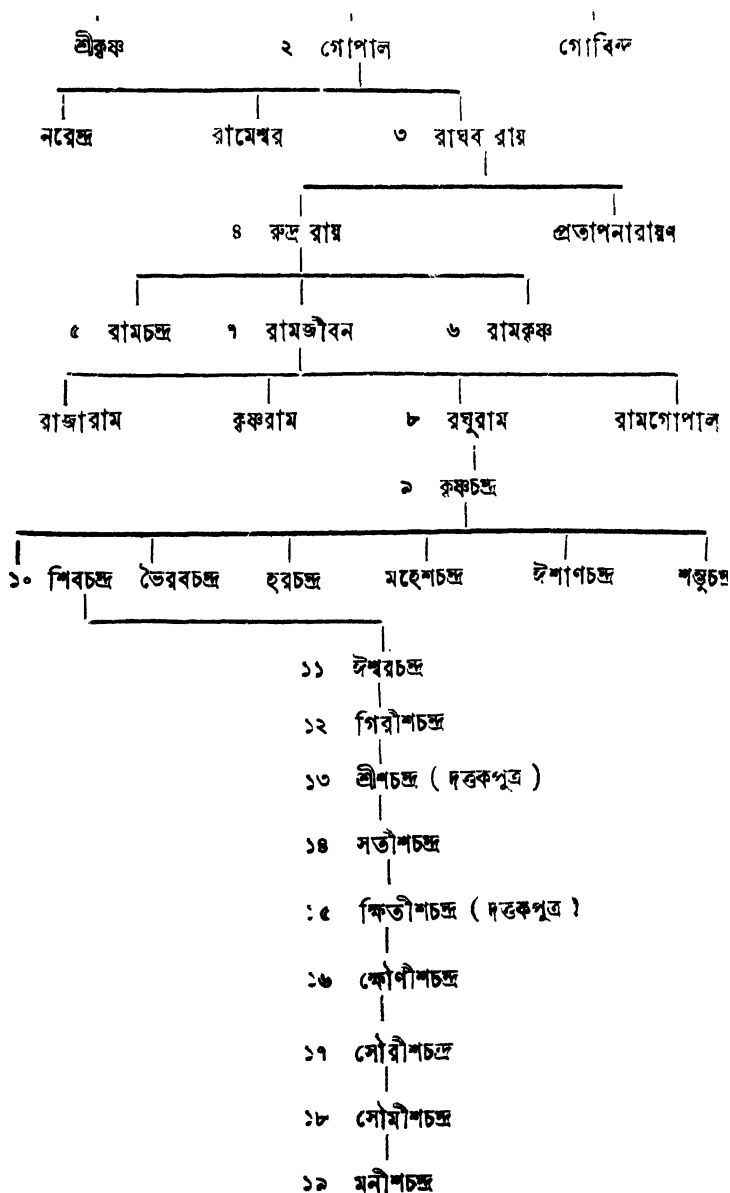 শ্রীকৃষ্ণ ২ গোপাল গোবিন্দ
নরেন্দ্র রামেশ্বর ৩ রাঘব রায়
৪ রুদ্র রায় প্রতাপনারায়ণ
৫ রামচন্দ্র ৭ রামজীবন ৬ রামকৃষ্ণ
রাজারাম কৃষ্ণরাম ৮ রঘুরাম রামগোপাল
৯ কৃষ্ণচন্দ্র
১০ শিবচন্দ্র ভৈরবচন্দ্র হরচন্দ্র মহেশচন্দ্র ঈশাণচন্দ্র শম্ভুচন্দ্র
১১ ঈশ্বরচন্দ্র
১২ গিরীশচন্দ্র
১৩ শ্রীশচন্দ্র ( দত্তকপুত্র )
১৪ সতীশচন্দ্র
১৫ ক্ষিতীশচন্দ্র ( দত্তকপুত্র )
১৬ ক্ষৌণীশচন্দ্র
১৭ সৌরীশচন্দ্র
১৮ সৌমীশচন্দ্র
১৯ মনীশচন্দ্র